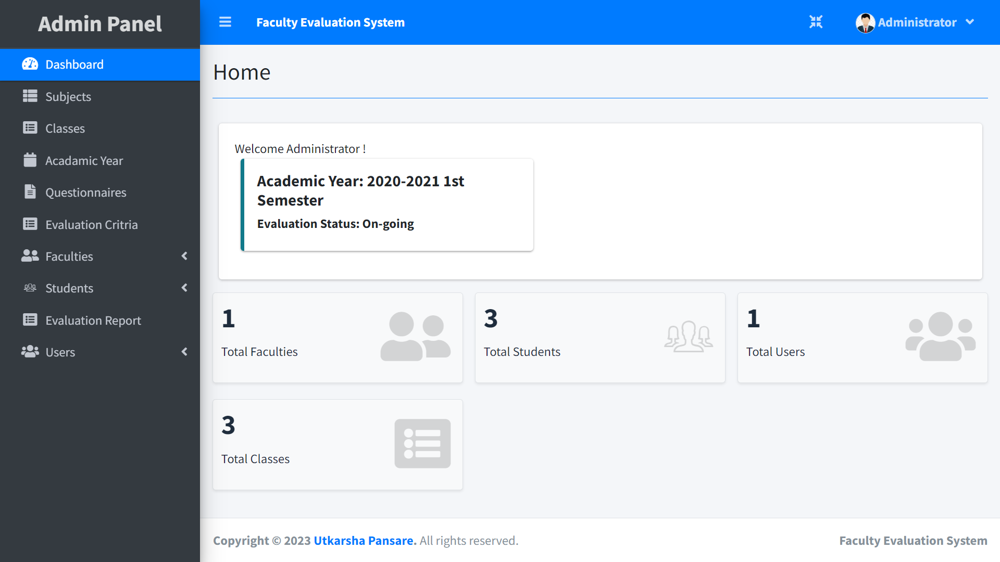 Admin Panel
Faculty Evaluation System
Administrator
Dashboard
Subjects
Classes
Acadamic Year
Questionnaires
Evaluation Critria
Faculties
Students
Evaluation Report
Users
Home
Welcome Administrator !
Academic Year: 2020-2021 1st
Semester
Evaluation Status: On-going
1
Total Faculties
3
Total Students
1
Total Users
3
Total Classes
Copyright © 2023 Utkarsha Pansare. All rights reserved.
Faculty Evaluation System